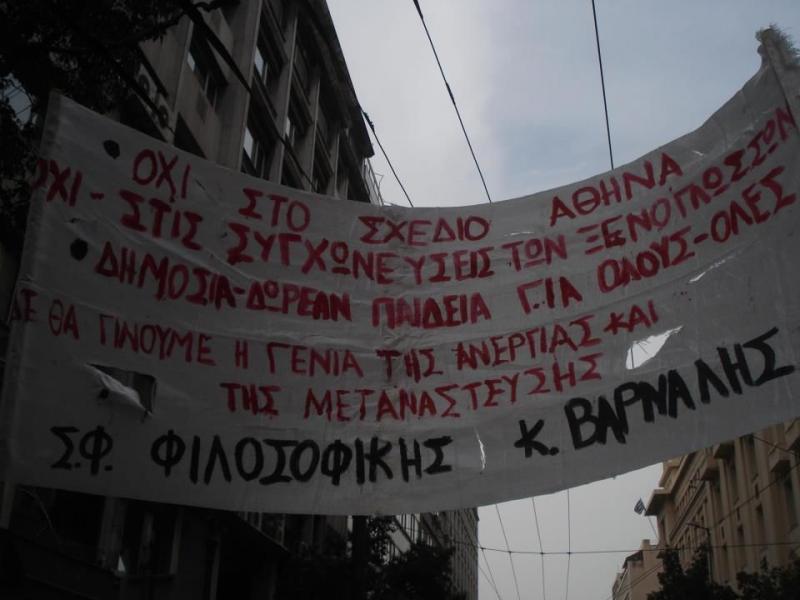 • ΟΧΙ ΣΤΟ ΣΧΕΔΙΟ ΑΘΗΝΑ
ΟΧΙ - ΣΤΙΣ ΣΥΓΧΩΝΕΥΣΕΙΣ ΤΩΝ ΞΕΝΟΓΛΩΣΣΩΝ
• ΔΗΜΟΣΙΑ-ΔΩΡΕΑΝ ΠΑΙΔΕΙΑ ΓΙΑ ΟΛΟΥΣ-ΟΛΕΣ
ΔΕ ΘΑ ΓΙΝΟΥΜΕ Η ΓΕΝΙΑ ΤΗΣ ΑΝΕΡΓΙΑΣ ΚΑΙ
ΤΗΣ ΜΕΤΑΝΑΣΤΕΥΣΗΣ
Σ.Φ. ΦΙΛΟΣΟΦΙΚΗΣ Κ. ΒΑΡΝΑΛΗΣ